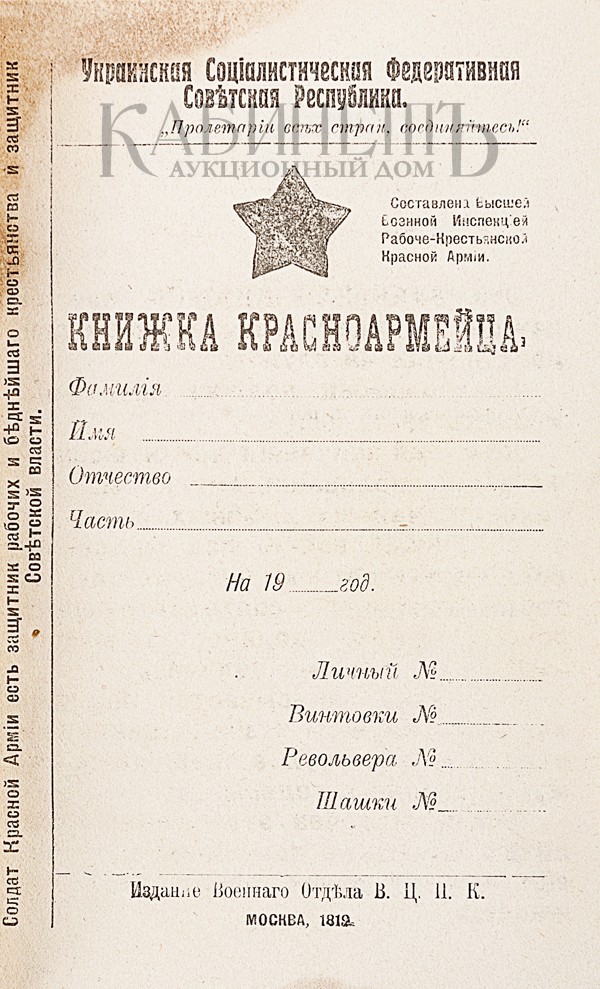 Солдат Красной Арміи есть защитник рабочих и бѣднѣйшаго крестьянства и защитник
Совѣтской власти.
Украинская Соціалистическая Федеративная
Совѣтская Республика.
КАБИНЕТЪ
„Пролетаріи всѣх стран, соединяйтесь!“
АУКЦИОННЫЙ ДОМ
Составлена Высшей
Военной Инспекціей
Рабоче-Крестьянской
Красной Арміи.
КНИЖКА КРАСНОАРМЕЙЦА,
Фамилія
Имя
Отчество
Часть
На 19 год.
Личный №
Винтовки №
Револьвера №
Шашки №
Издание Военнаго Отдѣла В. Ц. И. К.
МОСКВА,